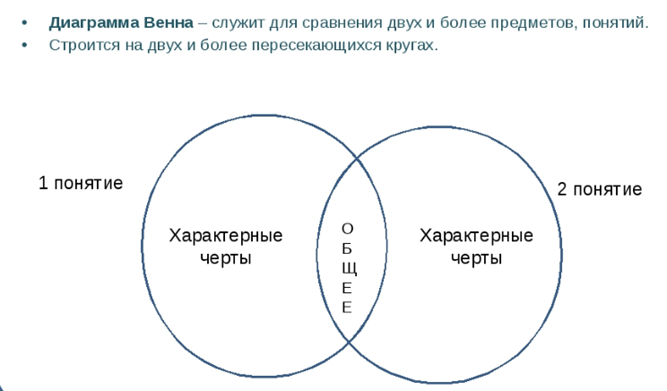 • Диаграмма Венна – служит для сравнения двух и более предметов, понятий.
• Строится на двух и более пересекающихся кругах.
1 понятие
2 понятие
Характерные
черты
О
Б
Щ
Е
Е
Характерные
черты